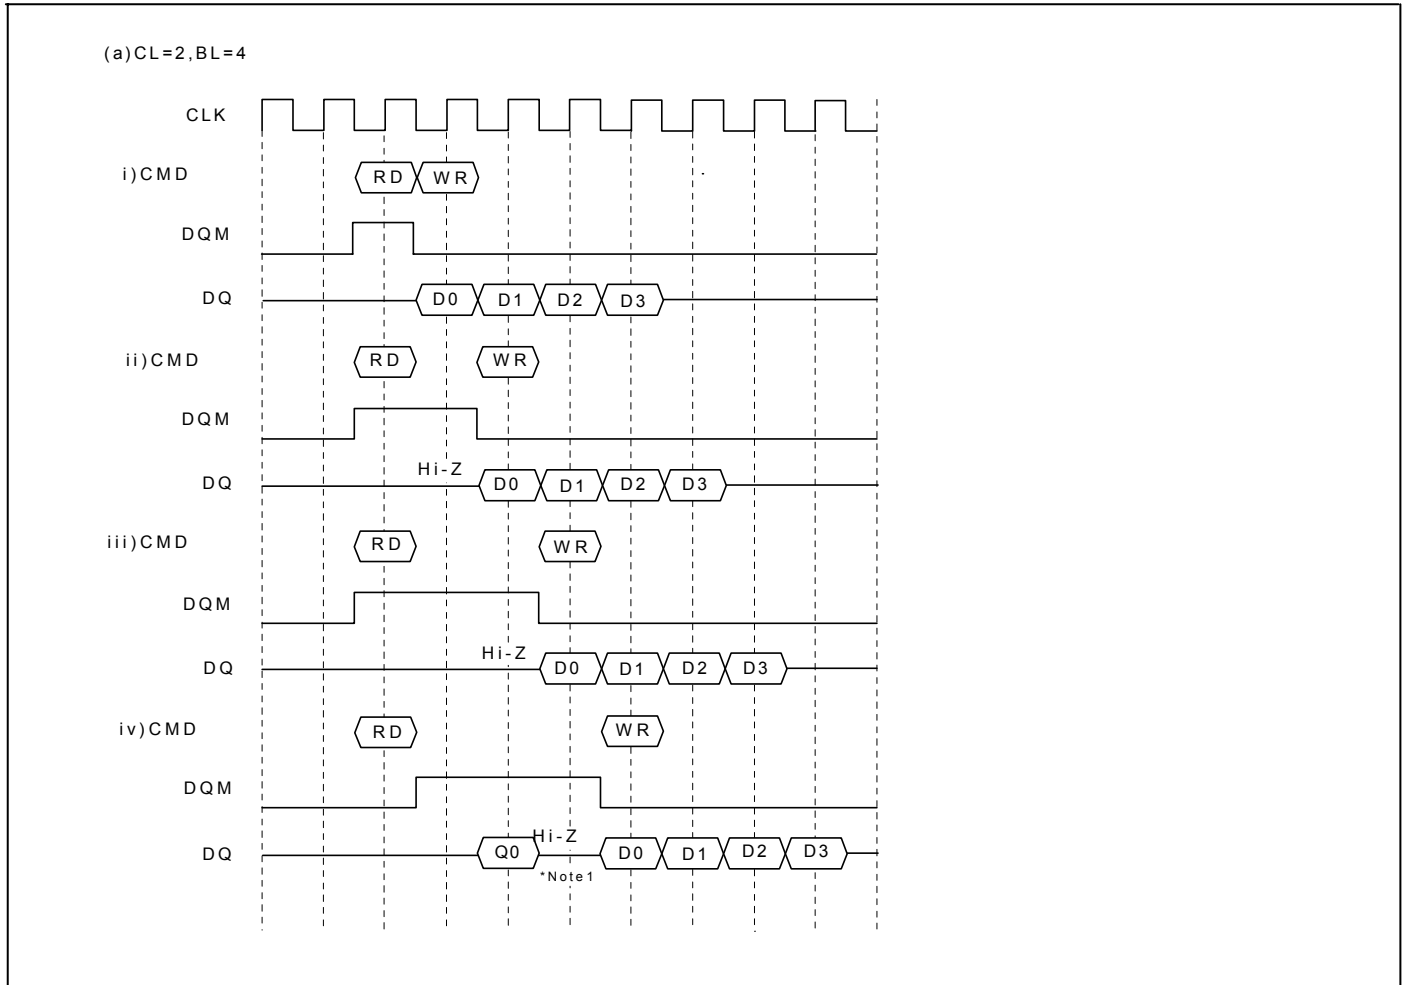 (a)CL=2,BL=4
CLK
i)CMD RD WR
DQM
DQ D0 D1 D2 D3
ii)CMD RD WR
DQM
Hi-Z
DQ D0 D1 D2 D3
iii)CMD RD WR
DQM
Hi-Z
DQ D0 D1 D2 D3
iv)CMD RD WR
DQM
Hi-Z
DQ Q0 D0 D1 D2 D3
*Note1